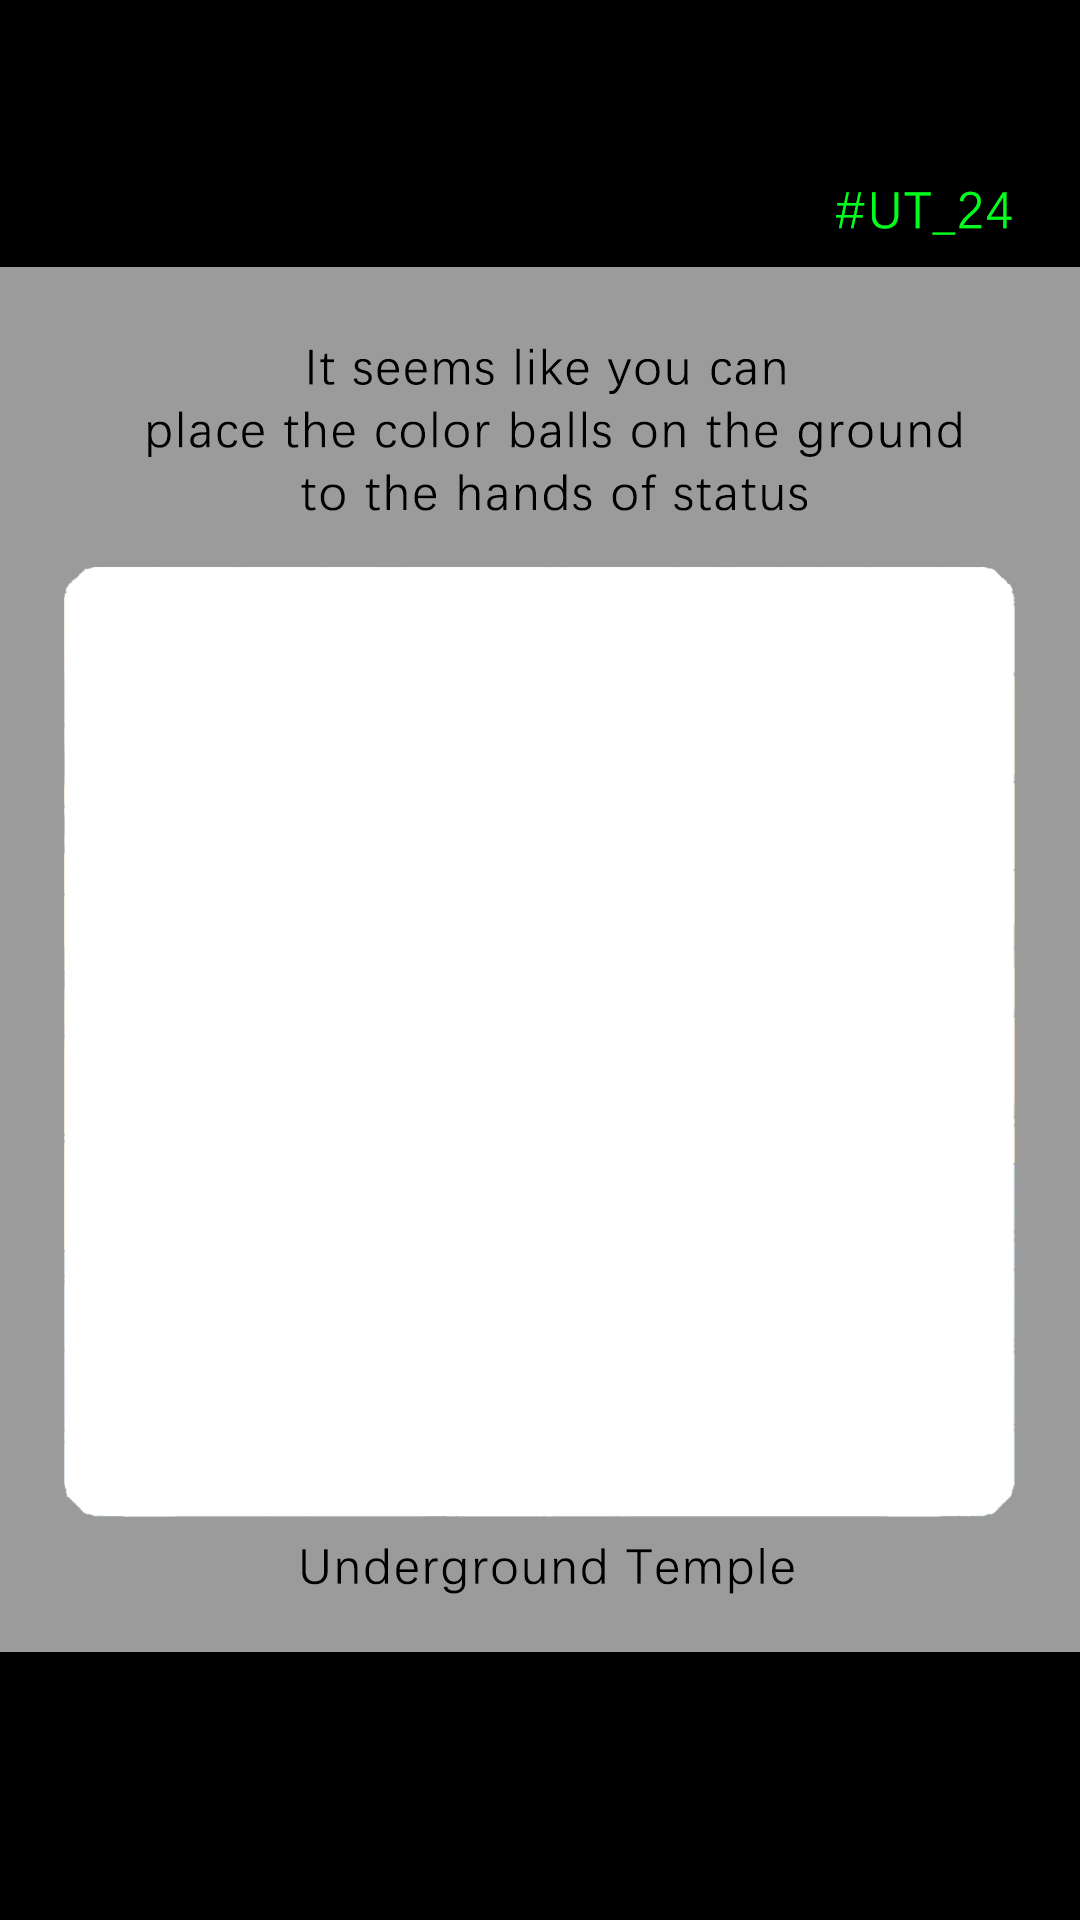 #UT_24
It seems like you can
place the color balls on the ground
to the hands of status
Underground Temple